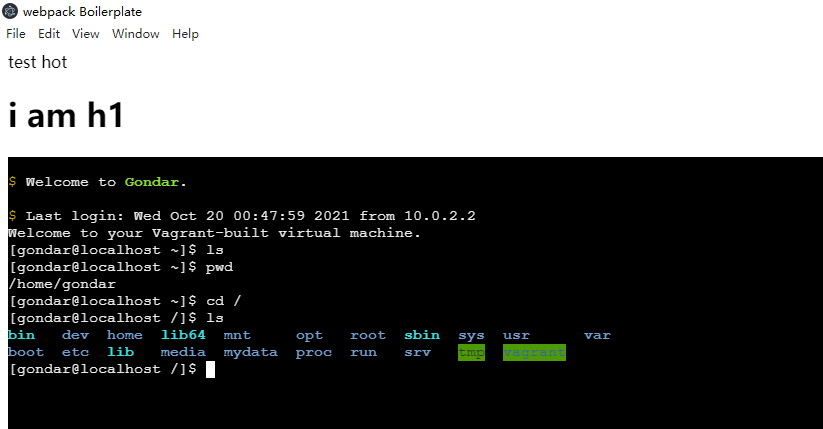 webpack Boilerplate
File Edit View Window Help
test hot
i am h1
$ Welcome to Gondar.
$ Last login: Wed Oct 20 00:47:59 2021 from 10.0.2.2
Welcome to your Vagrant-built virtual machine.
[gondar@localhost ~]$ ls
[gondar@localhost ~]$ pwd
/home/gondar
[gondar@localhost ~]$ cd /
[gondar@localhost /]$ ls
bin dev home lib64 mnt opt root sbin sys usr var
boot etc lib media mydata proc run srv tmp vagrant
[gondar@localhost /]$